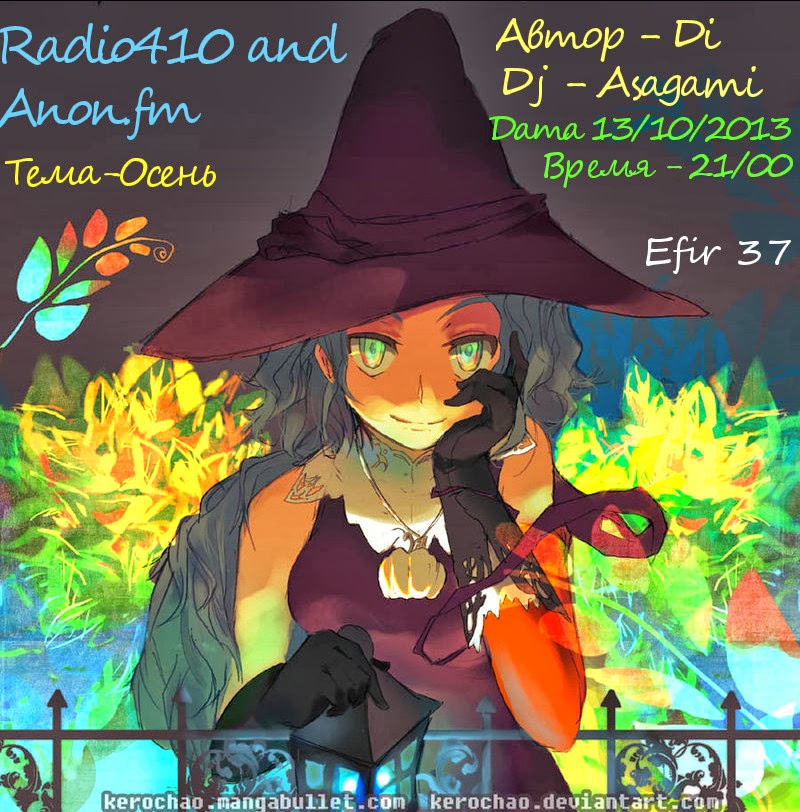 Radio410 and
Anon.fm
Тема-Осень
Автор - Di
Dj - Asagami
Дата 13/10/2013
Время - 21/00
Efir 37
kerochao.mangabullet.com kerochao.deviantart.com